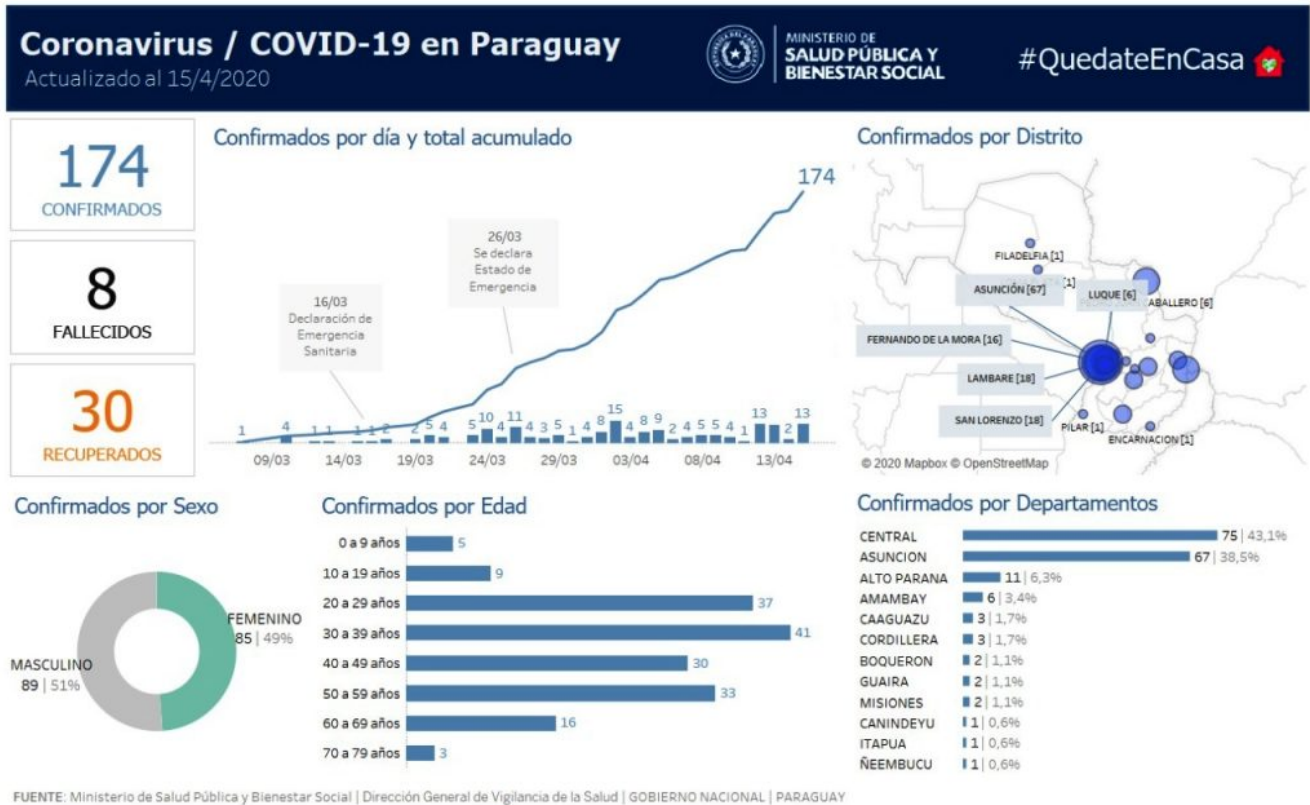 Coronavirus / COVID-19 en Paraguay
Actualizado al 15/4/2020
MINISTERIO DE
SALUD PÚBLICA Y
BIENESTAR SOCIAL
#QuedateEnCasa
174
CONFIRMADOS
8
FALLECIDOS
30
RECUPERADOS
Confirmados por día y total acumulado
174
26/03
Se declara
Estado de
Emergencia
16/03
Declaración de
Emergencia
Sanitaria
1 4 1 1 1 1 2 2 5 4 5 10 4 11 4 3 5 1 4 8 15 4 8 9 2 4 5 5 4 1 13 13 2 13
09/03 14/03 19/03 24/03 29/03 03/04 08/04 13/04
Confirmados por Distrito
FILADELFIA [1]
[1]
ASUNCIÓN [67]
LUQUE [6]
CABALLERO [6]
FERNANDO DE LA MORA [16]
LAMBARE [18]
SAN LORENZO [18]
PILAR [1]
ENCARNACION [1]
© 2020 Mapbox © OpenStreetMap
Confirmados por Sexo
FEMENINO
85 | 49%
MASCULINO
89 | 51%
Confirmados por Edad
0 a 9 años 5
10 a 19 años 9
20 a 29 años 37
30 a 39 años 41
40 a 49 años 30
50 a 59 años 33
60 a 69 años 16
70 a 79 años 3
Confirmados por Departamentos
CENTRAL 75 | 43,1%
ASUNCION 67 | 38,5%
ALTO PARANA 11 | 6,3%
AMAMBAY 6 | 3,4%
CAAGUAZU 3 | 1,7%
CORDILLERA 3 | 1,7%
BOQUERON 2 | 1,1%
GUAIRA 2 | 1,1%
MISIONES 2 | 1,1%
CANINDEYU 1 | 0,6%
ITAPUA 1 | 0,6%
ÑEEMBUCU 1 | 0,6%
FUENTE: Ministerio de Salud Pública y Bienestar Social | Dirección General de Vigilancia de la Salud | GOBIERNO NACIONAL | PARAGUAY